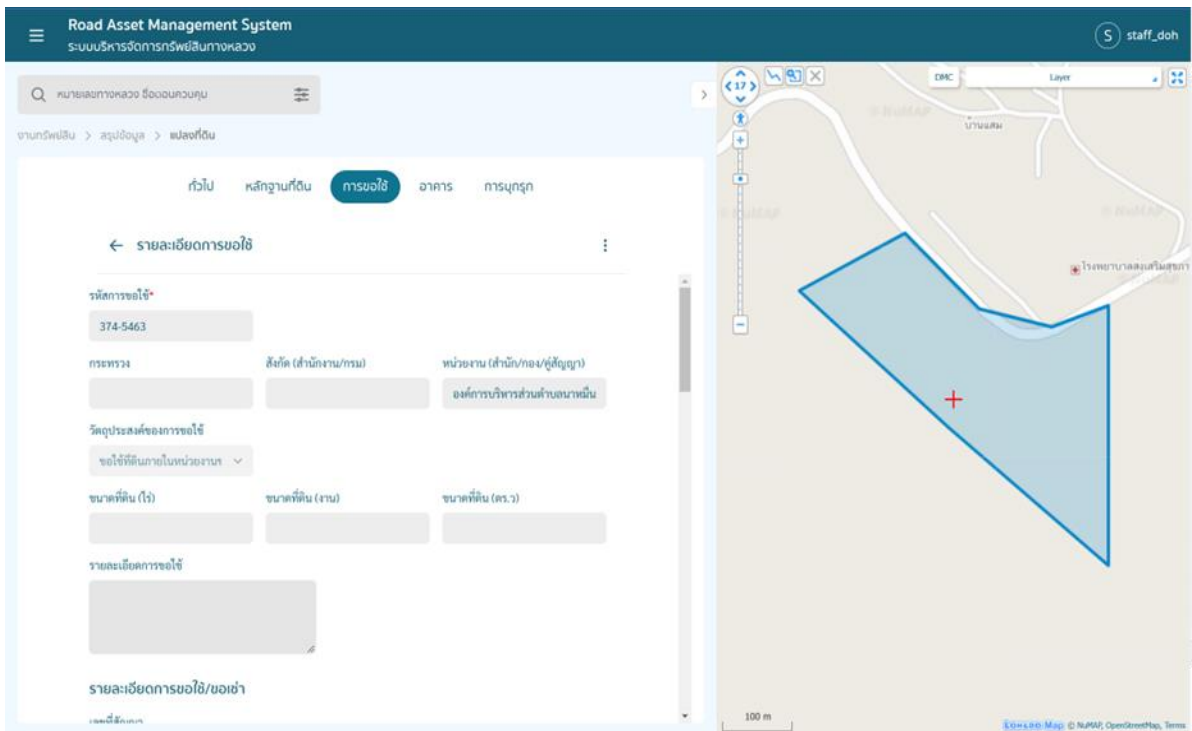 Road Asset Management System
ระบบบริหารจัดการทรัพย์สินทางหลวง
S staff_doh
หมายเลขทางหลวง ชื่อตอนควบคุม
งานทรัพย์สิน > สรุปข้อมูล > แปลงที่ดิน
ทั่วไป หลักฐานที่ดิน การขอใช้ อาคาร การบุกรุก
← รายละเอียดการขอใช้
รหัสการขอใช้*
374-5463
กระทรวง สังกัด (สำนักงาน/กรม) หน่วยงาน (สำนัก/กอง/คู่สัญญา)
องค์การบริหารส่วนตำบลนาหมื่น
วัตถุประสงค์ของการขอใช้
ขอใช้ที่ดินภายในหน่วยงานร
ขนาดที่ดิน (ไร่) ขนาดที่ดิน (งาน) ขนาดที่ดิน (ตร.ว)
รายละเอียดการขอใช้
รายละเอียดการขอใช้/ขอเช่า
เลขที่สัญญา
17
DMC Layer
© NuMAP
บ้านแสม
© NuMAP
© NuMAP
โรงพยาบาลส่งเสริมสุขภา
100 m
Longdo Map © NuMAP, OpenStreetMap, Terms